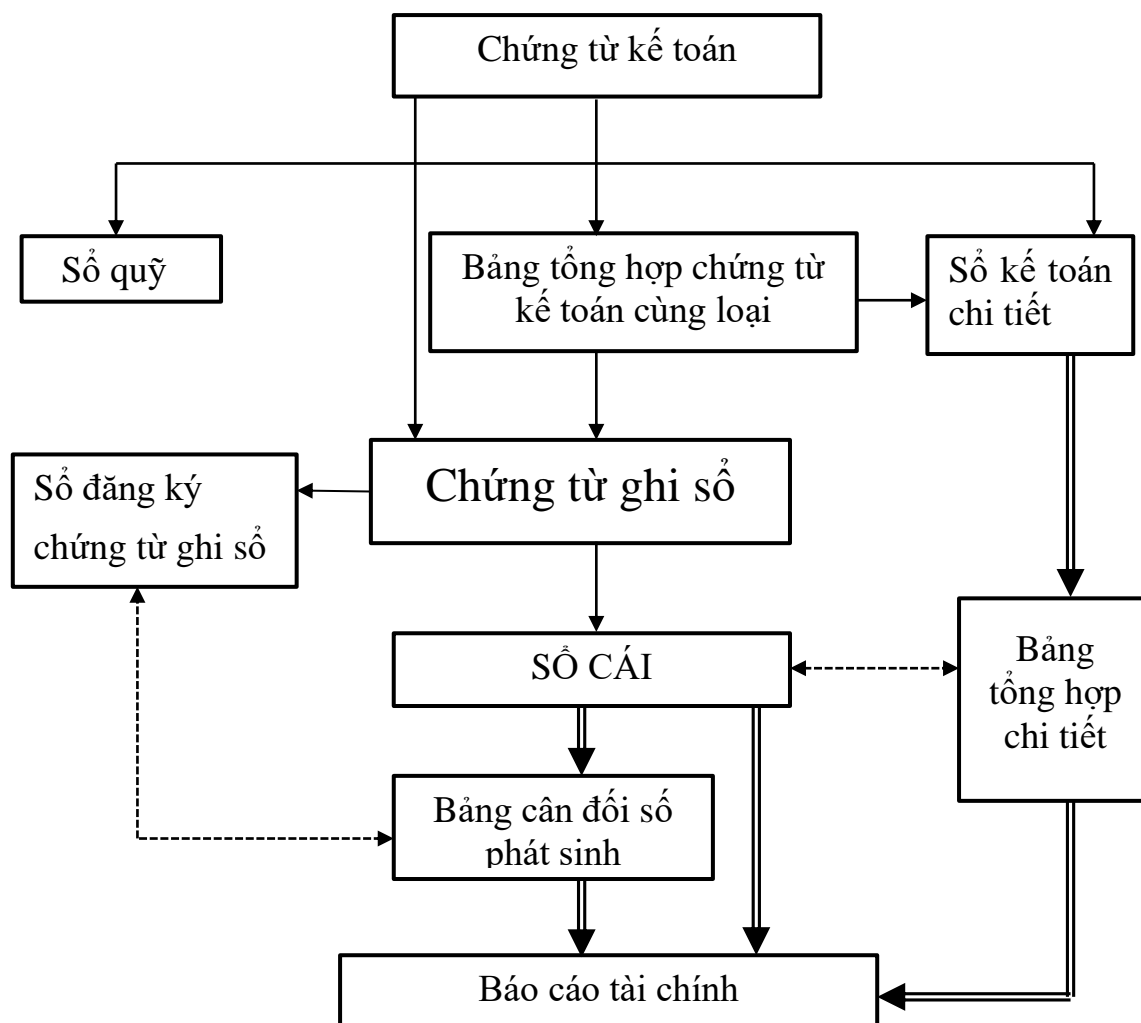 Chứng từ kế toán
Sổ quỹ
Bảng tổng hợp chứng từ
kế toán cùng loại
Sổ kế toán
chi tiết
Chứng từ ghi sổ
Sổ đăng ký
chứng từ ghi sổ
SỔ CÁI
Bảng
tổng hợp
chi tiết
Bảng cân đối số
phát sinh
Báo cáo tài chính